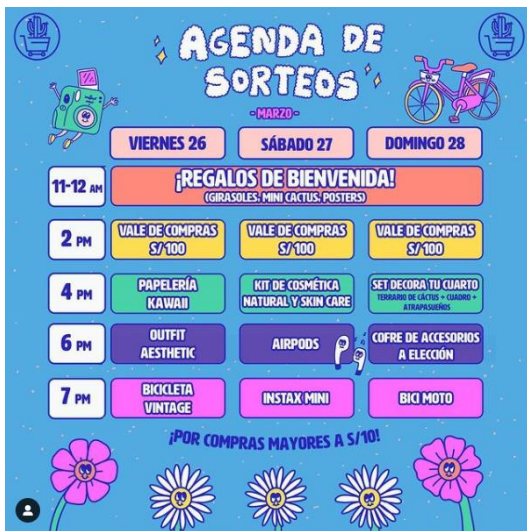 AGENDA DE
SORTEOS
- MARZO -
VIERNES 26
SÁBADO 27
DOMINGO 28
11-12 AM
¡REGALOS DE BIENVENIDA!
(GIRASOLES, MINI CACTUS, POSTERS)
2 PM
VALE DE COMPRAS
S/100
VALE DE COMPRAS
S/100
VALE DE COMPRAS
S/100
4 PM
PAPELERÍA
KAWAII
KIT DE COSMÉTICA
NATURAL Y SKIN CARE
SET DECORA TU CUARTO
TERRARIO DE CÁCTUS + CUADRO +
ATRAPASUEÑOS
6 PM
OUTFIT
AESTHETIC
AIRPODS
COFRE DE ACCESORIOS
A ELECCIÓN
7 PM
BICICLETA
VINTAGE
INSTAX MINI
BICI MOTO
¡POR COMPRAS MAYORES A S/10!